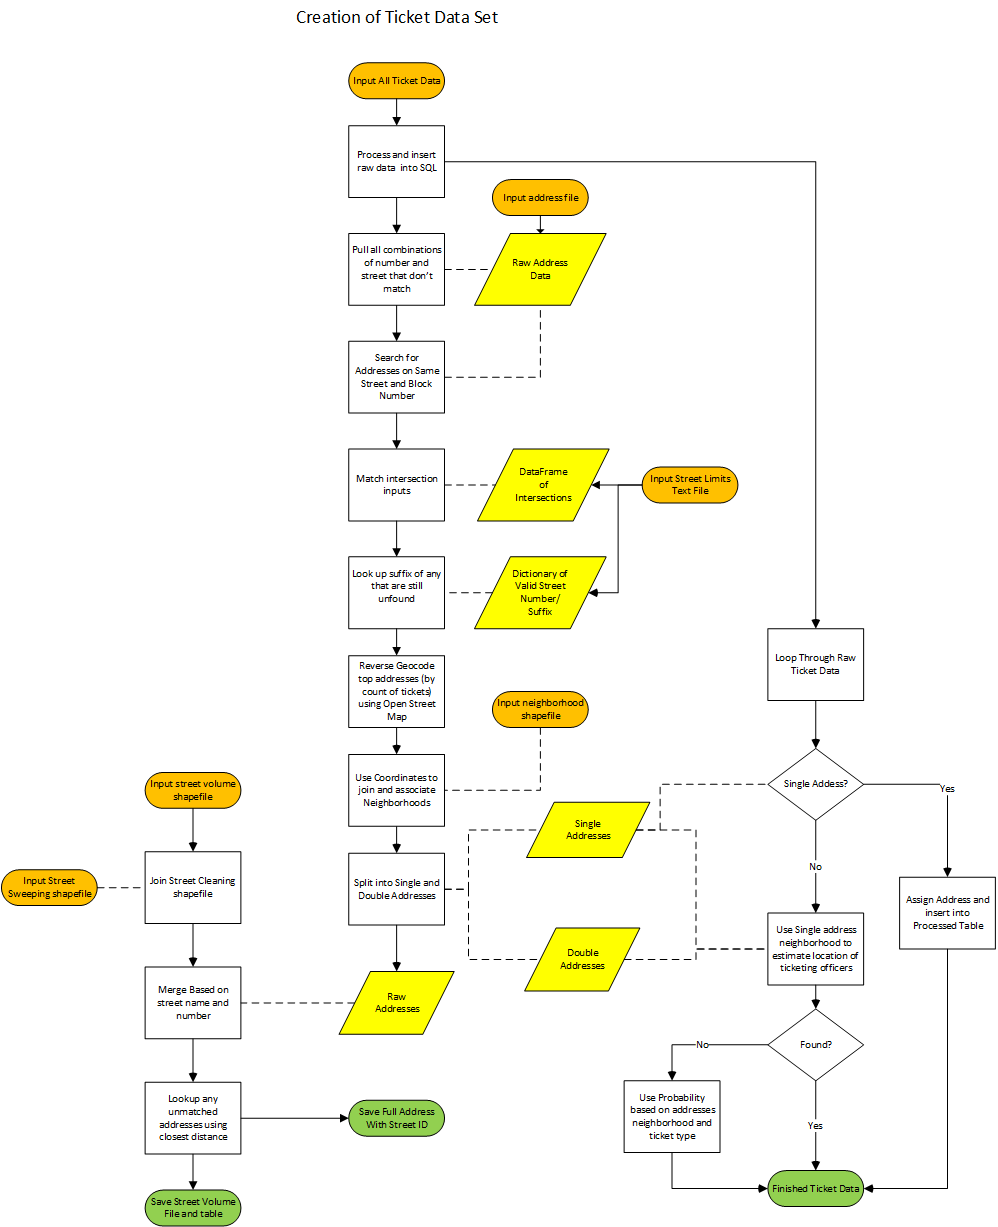 Creation of Ticket Data Set
Input All Ticket Data
Process and insert
raw data into SQL
Input address file
Pull all combinations
of number and
street that don't
match
Raw Address
Data
Search for
Addresses on Same
Street and Block
Number
Match intersection
inputs
DataFrame
of
Intersections
Input Street Limits
Text File
Look up suffix of any
that are still
unfound
Dictionary of
Valid Street
Number/
Suffix
Reverse Geocode
top addresses (by
count of tickets)
using Open Street
Map
Loop Through Raw
Ticket Data
Input neighborhood
shapefile
Use Coordinates to
join and associate
Neighborhoods
Input street volume
shapefile
Single Addess?
Yes
Single
Addresses
No
Input Street
Sweeping shapefile
Join Street Cleaning
shapefile
Split into Single and
Double Addresses
Assign Address and
insert into
Processed Table
Double
Addresses
Use Single address
neighborhood to
estimate location of
ticketing officers
Merge Based on
street name and
number
Raw
Addresses
Found?
No
Use Probability
based on addresses
neighborhood and
ticket type
Yes
Lookup any
unmatched
addresses using
closest distance
Save Full Address
With Street ID
Save Street Volume
File and table
Finished Ticket Data